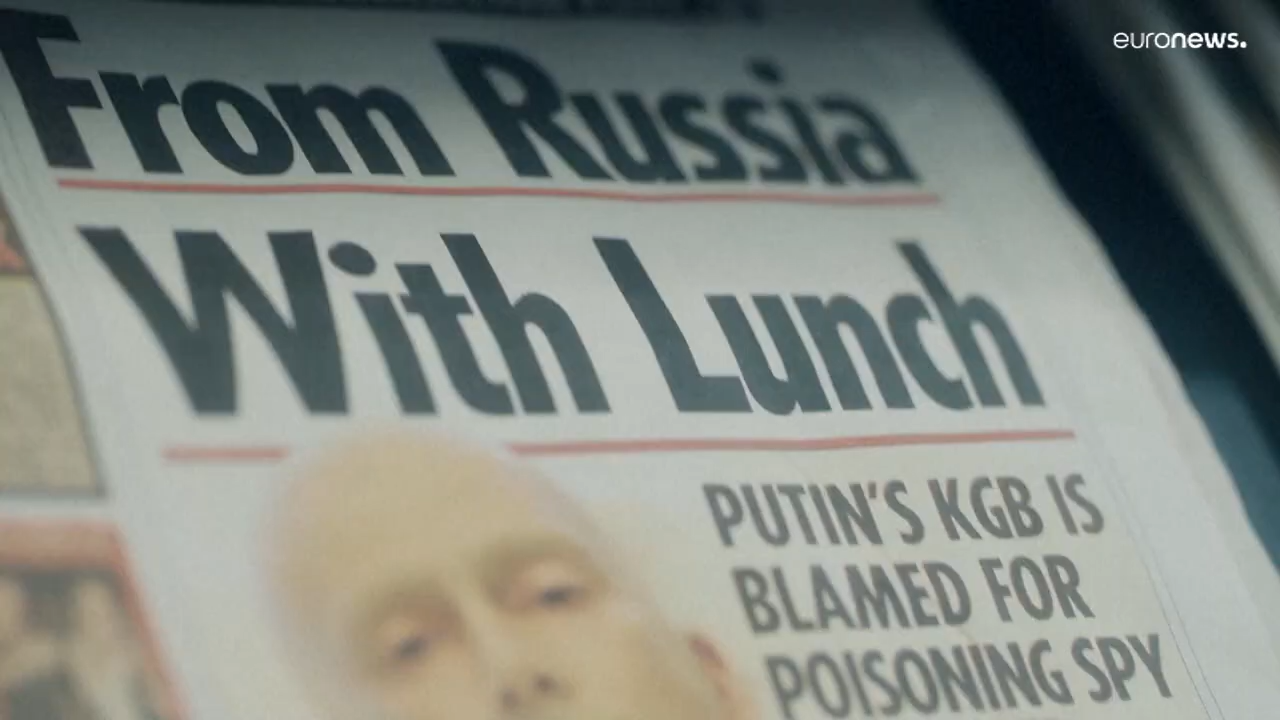 euronews.
From Russia
With Lunch
PUTIN'S KGB IS
BLAMED FOR
POISONING SPY